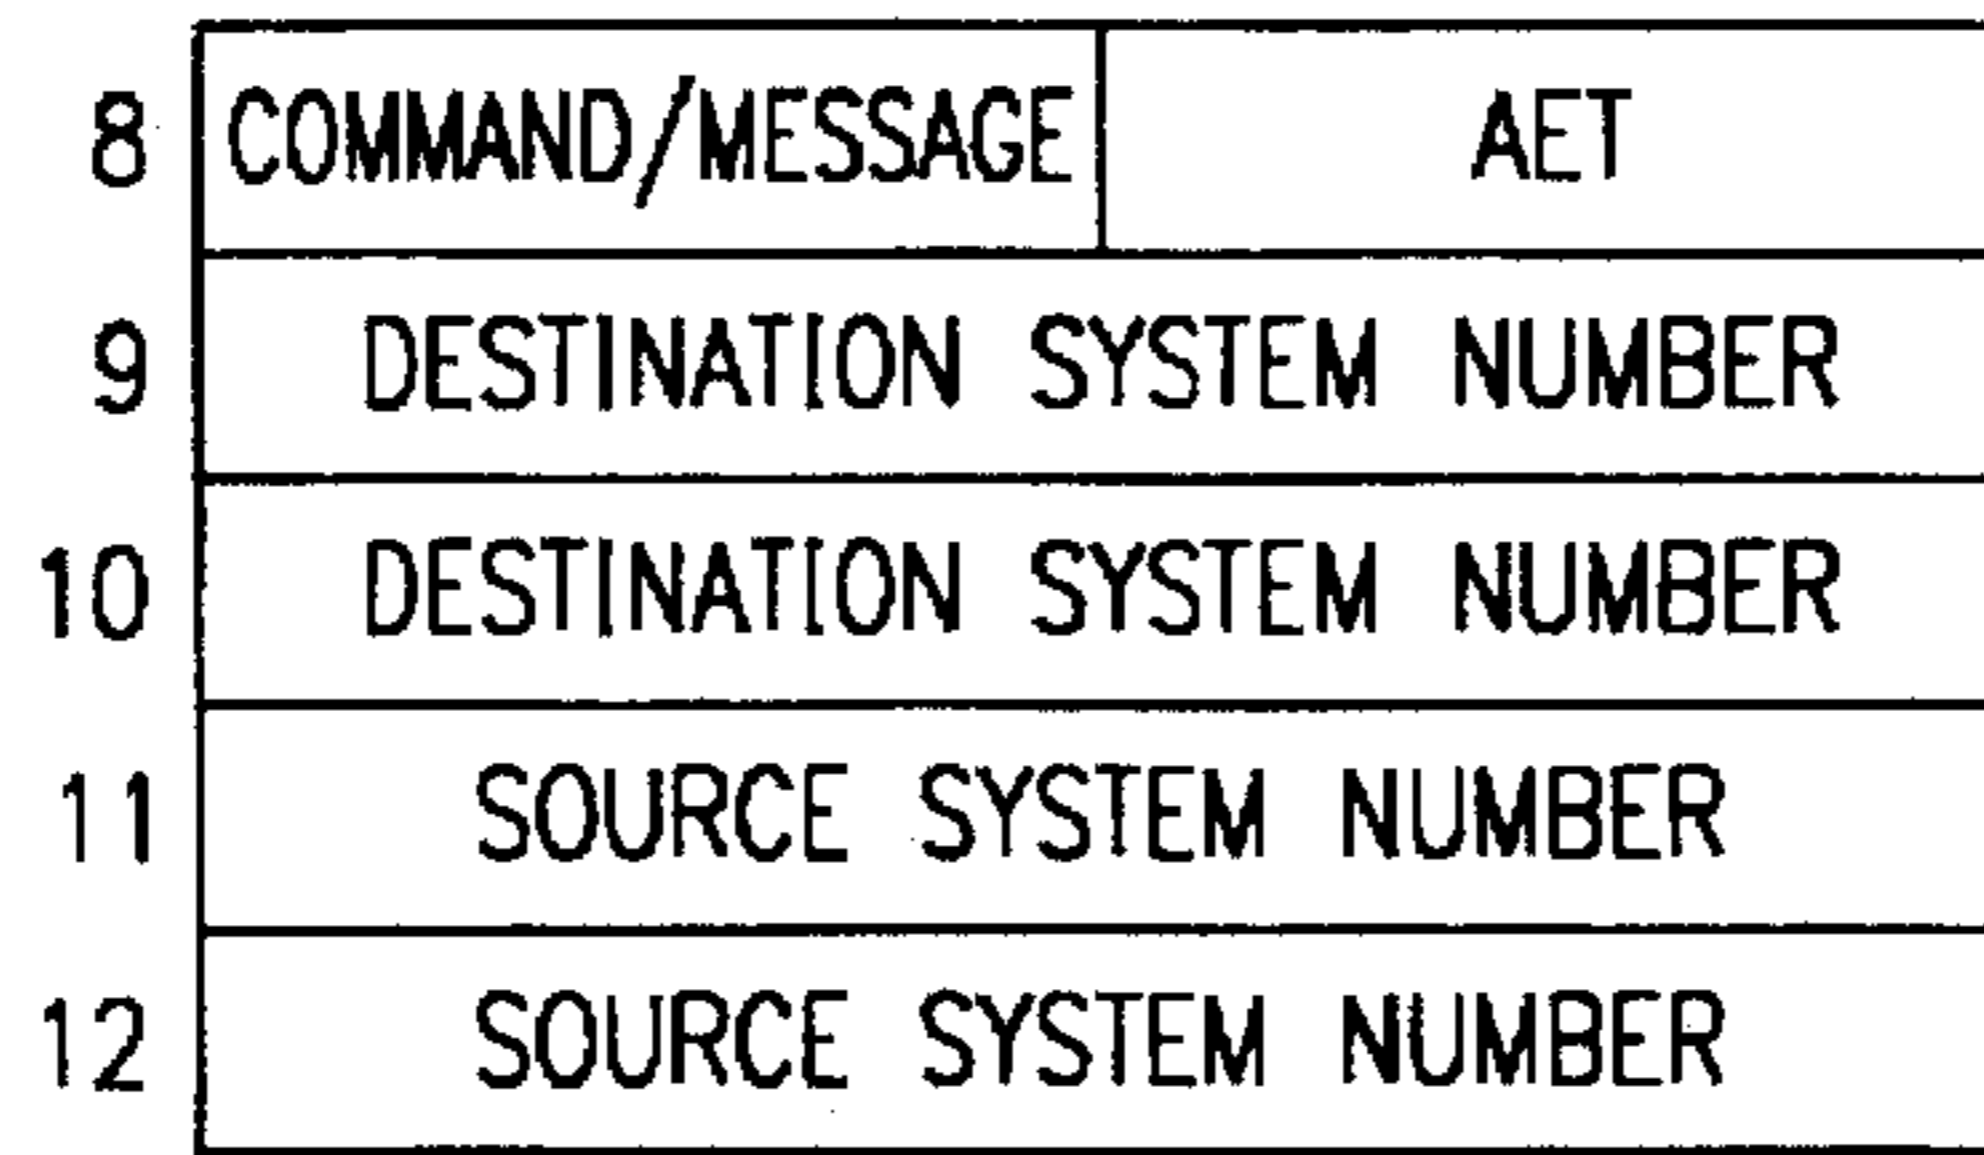 8 COMMAND/MESSAGE AET
9 DESTINATION SYSTEM NUMBER
10 DESTINATION SYSTEM NUMBER
11 SOURCE SYSTEM NUMBER
12 SOURCE SYSTEM NUMBER